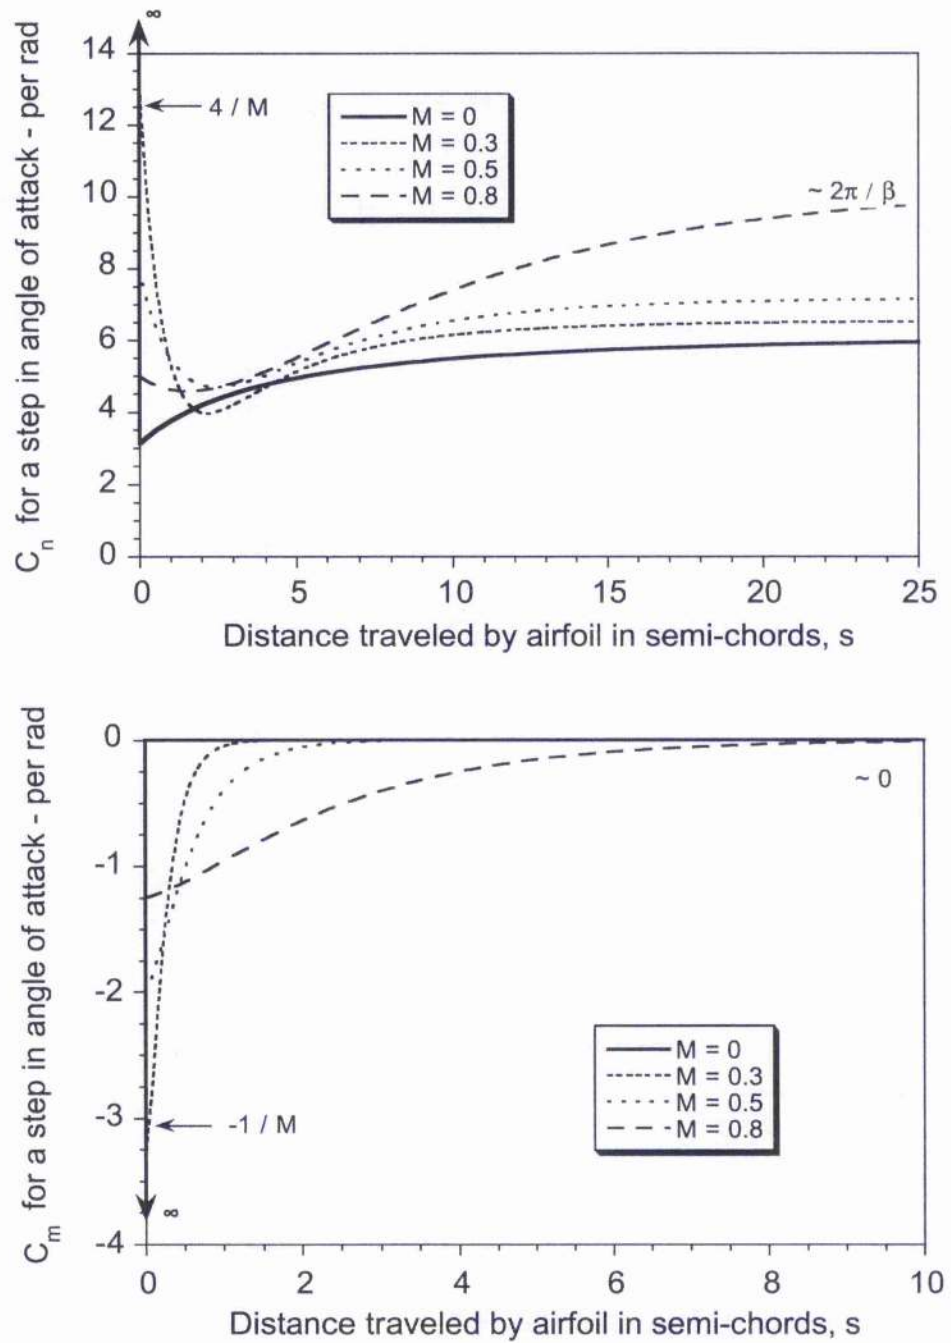 ∞
14
12
10
8
6
4
2
0
C_n for a step in angle of attack - per rad
4 / M
M = 0
M = 0.3
M = 0.5
M = 0.8
~ 2π / β
0 5 10 15 20 25
Distance traveled by airfoil in semi-chords, s
0
-1
-2
-3
-4
C_m for a step in angle of attack - per rad
~ 0
-1 / M
∞
M = 0
M = 0.3
M = 0.5
M = 0.8
0 2 4 6 8 10
Distance traveled by airfoil in semi-chords, s